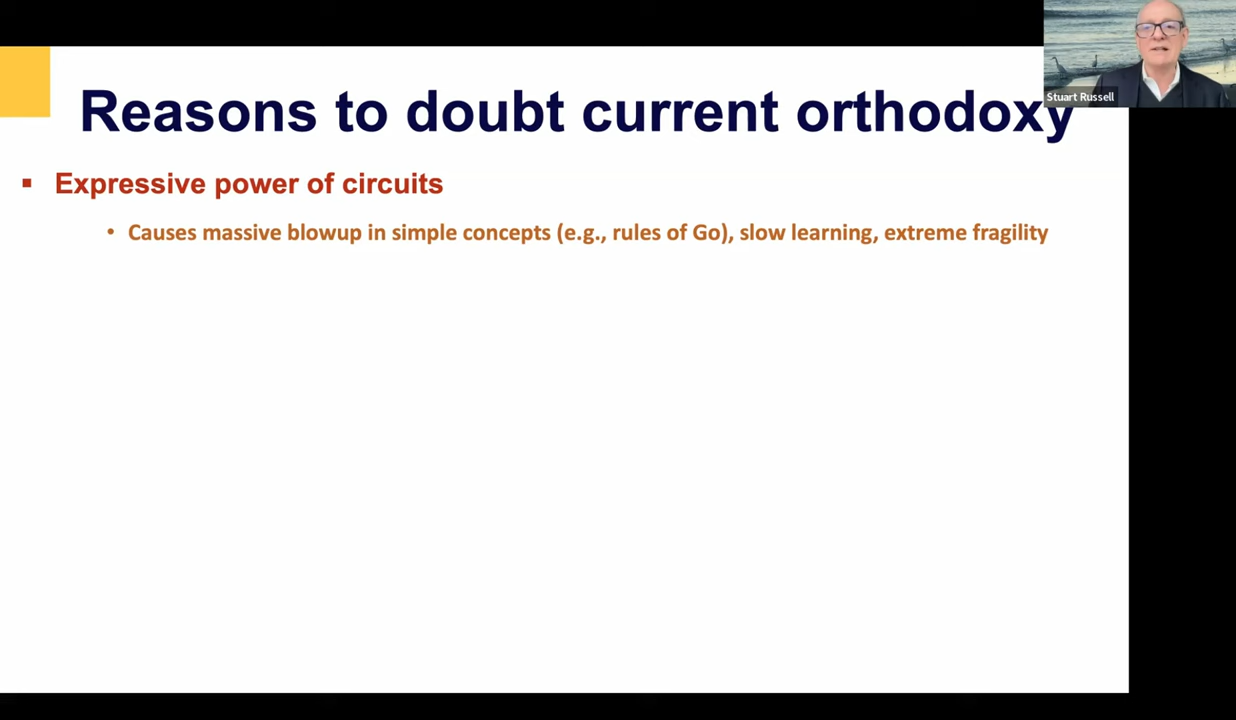 Reasons to doubt current orthodoxy
Stuart Russell
▪ Expressive power of circuits
• Causes massive blowup in simple concepts (e.g., rules of Go), slow learning, extreme fragility